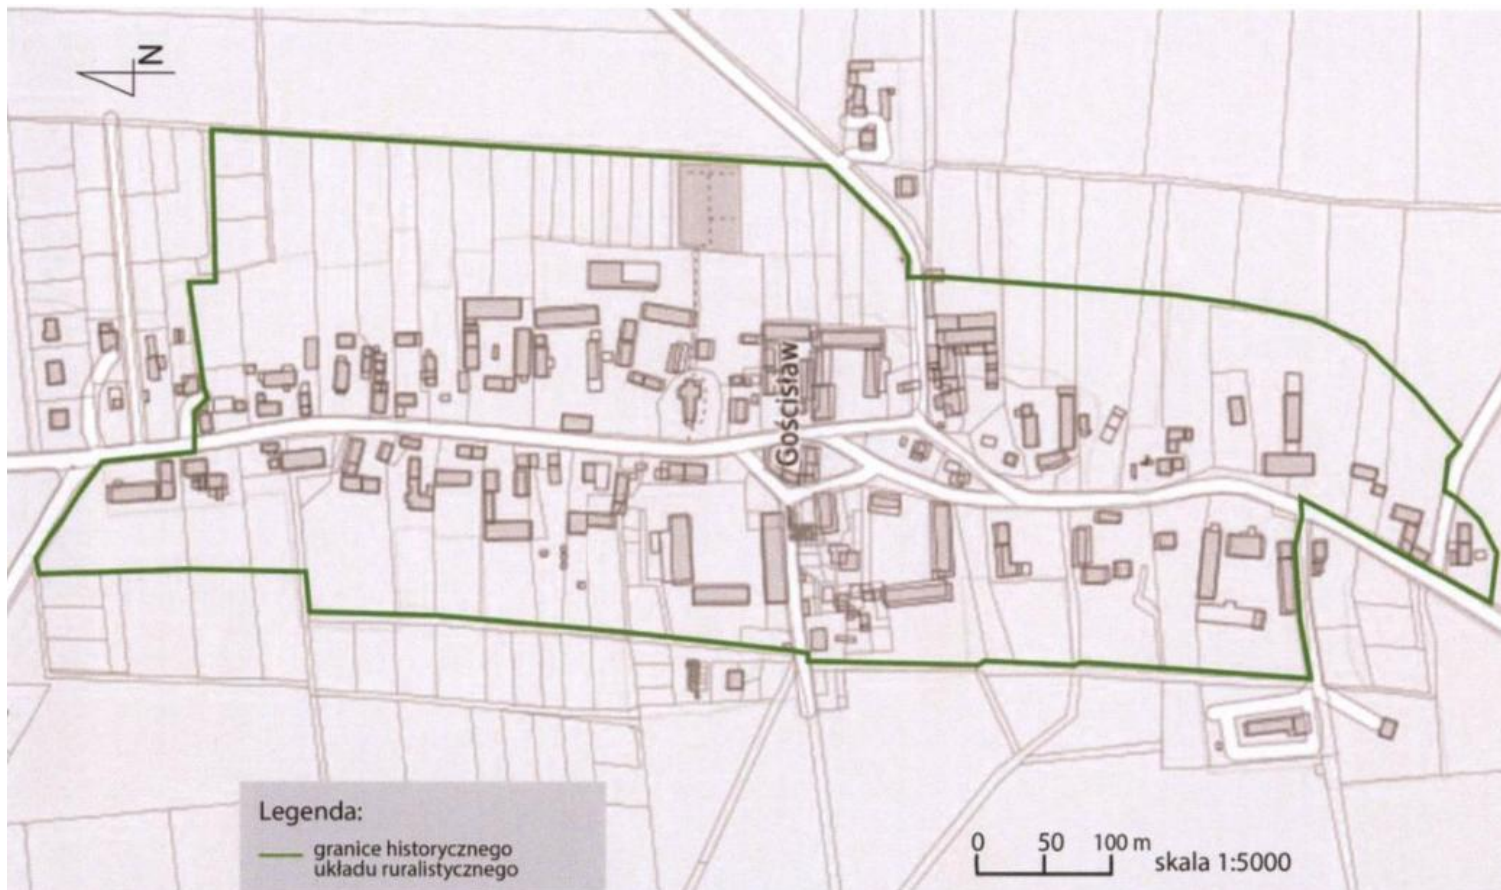 N
Gościsław
Legenda:
granice historycznego
układu ruralistycznego
0 50 100 m
skala 1:5000